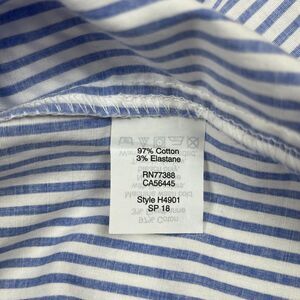 97% Cotton
3% Elastane
RN77388
CA56445
Style H4901
SP 18